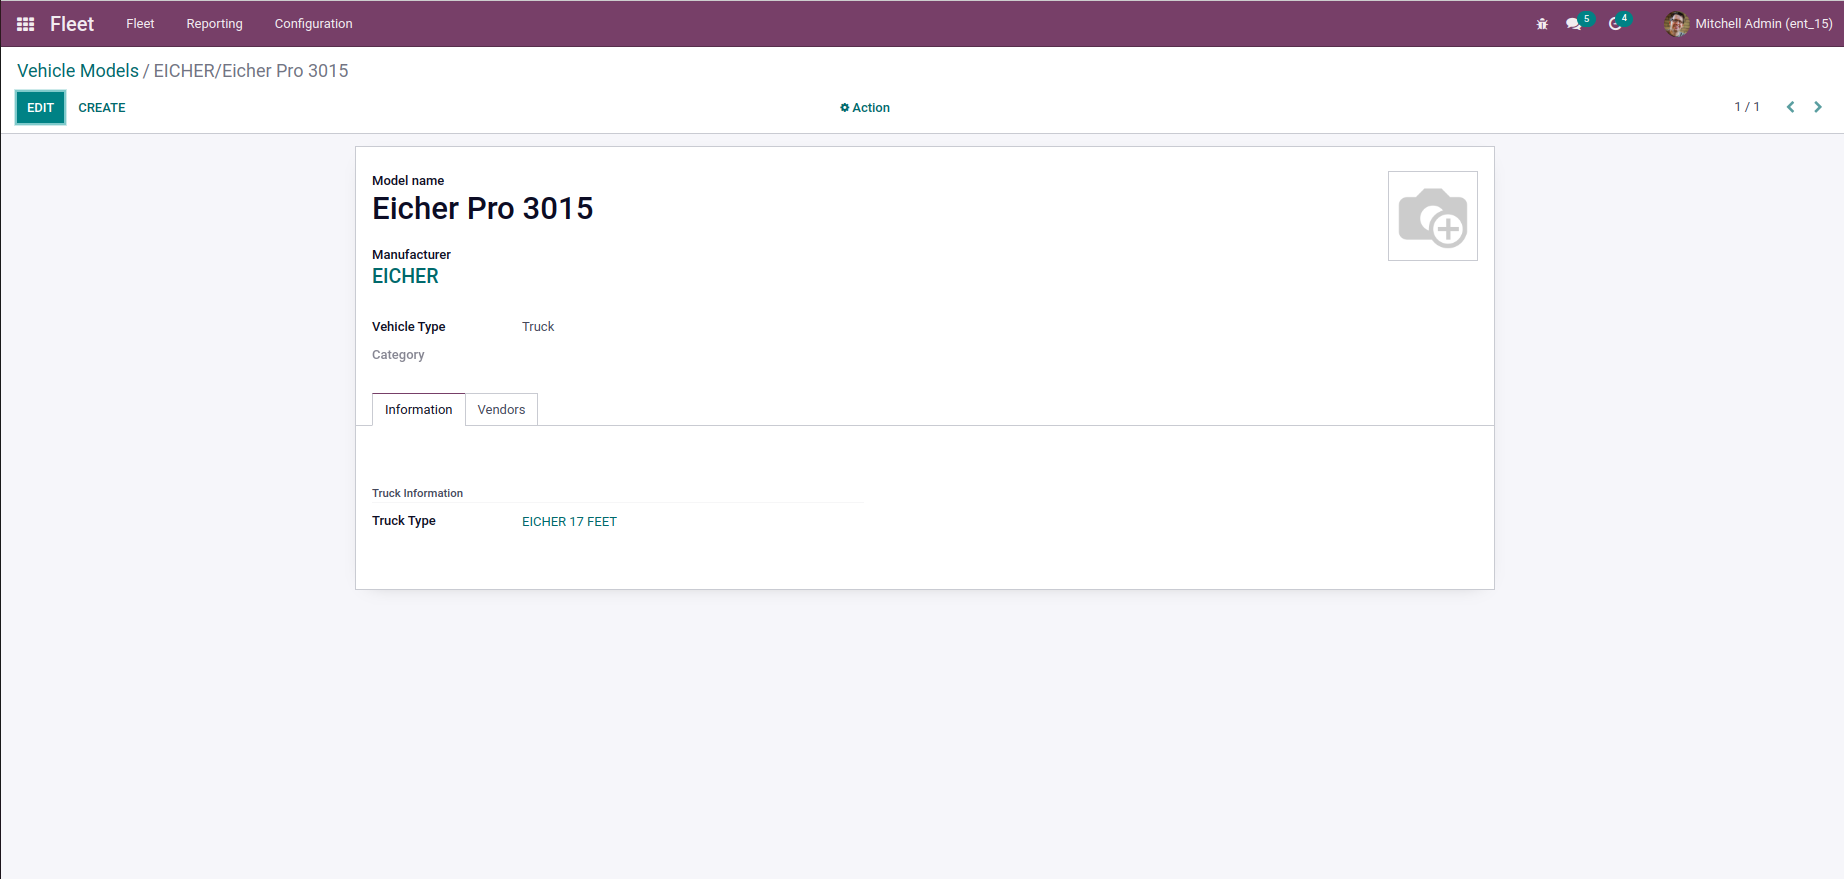 Fleet Fleet Reporting Configuration 5 4 Mitchell Admin (ent_15)
Vehicle Models / EICHER/Eicher Pro 3015
EDIT CREATE Action 1 / 1
Model name
Eicher Pro 3015
Manufacturer
EICHER
Vehicle Type Truck
Category
Information Vendors
Truck Information
Truck Type EICHER 17 FEET